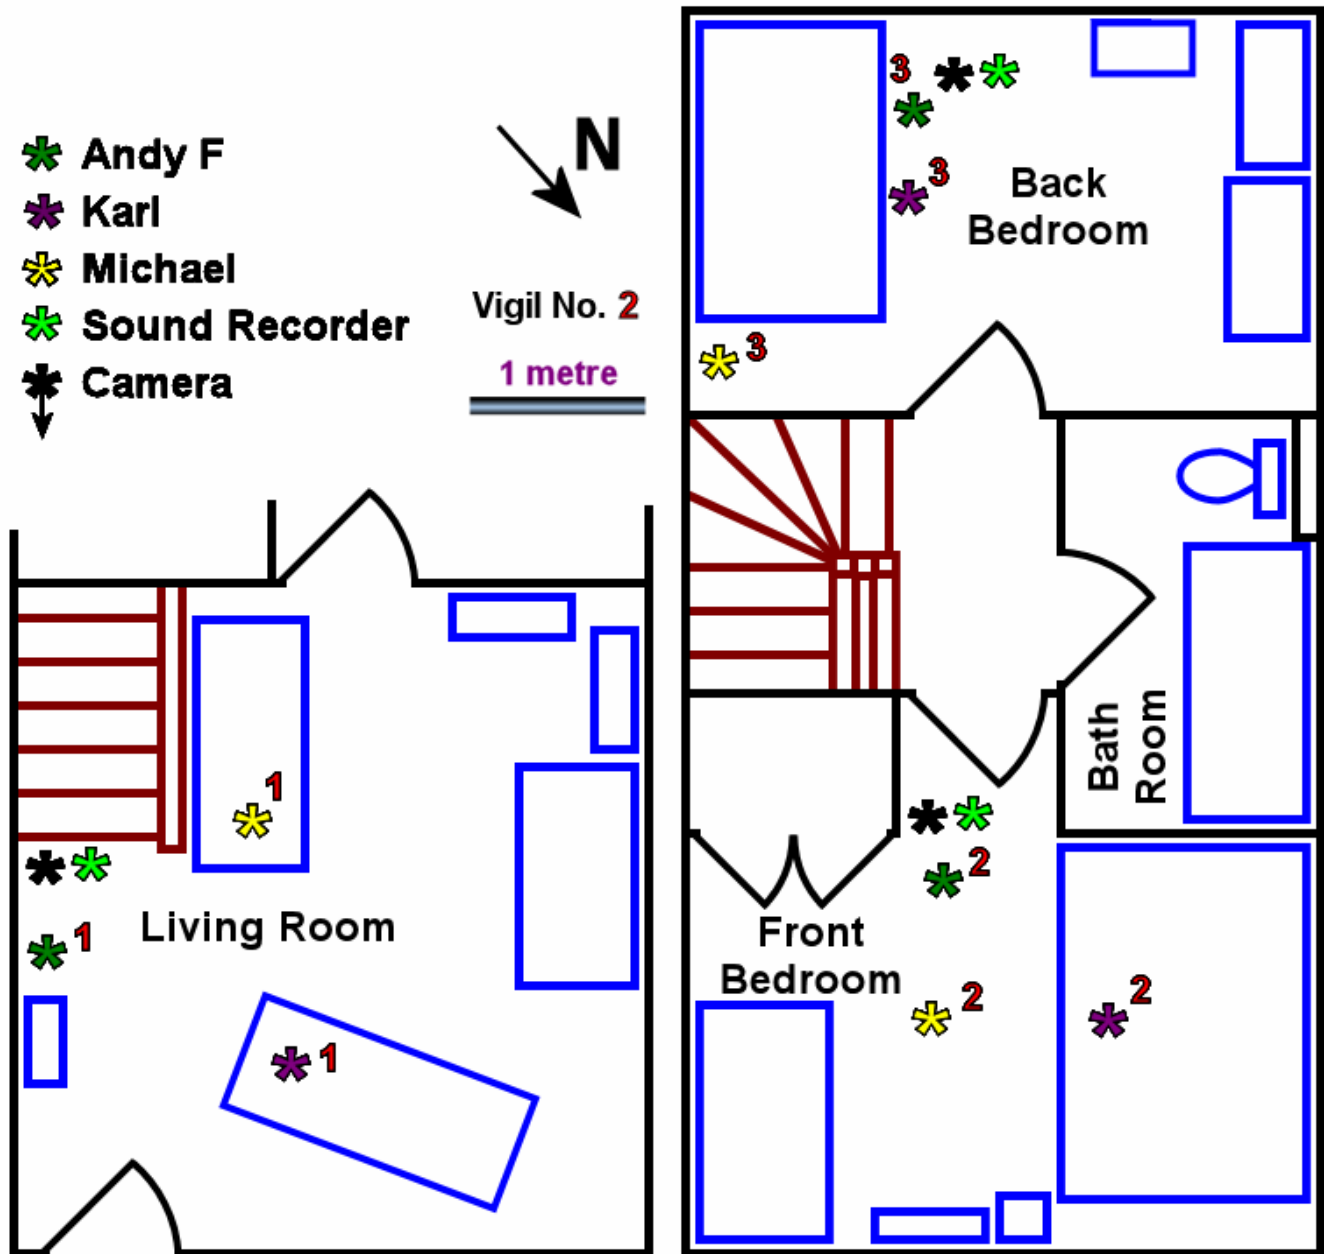 Andy F
Karl
Michael
Sound Recorder
Camera
N
Vigil No. 2
1 metre
1
1
Living Room
1
3
3
Back
Bedroom
3
Bath
Room
2
Front
Bedroom
2
2